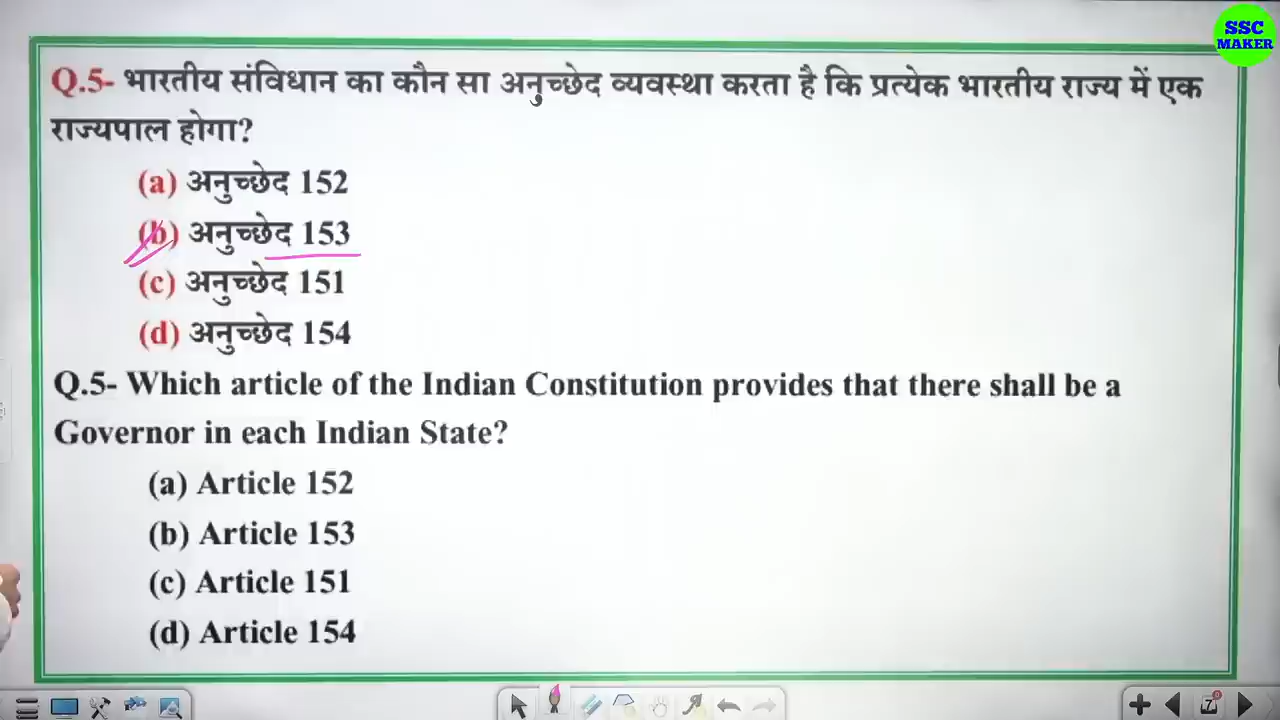 SSC
MAKER
Q.5- भारतीय संविधान का कौन सा अनुच्छेद व्यवस्था करता है कि प्रत्येक भारतीय राज्य में एक
राज्यपाल होगा?
(a) अनुच्छेद 152
(b) अनुच्छेद 153
(c) अनुच्छेद 151
(d) अनुच्छेद 154
Q.5- Which article of the Indian Constitution provides that there shall be a
Governor in each Indian State?
(a) Article 152
(b) Article 153
(c) Article 151
(d) Article 154
7